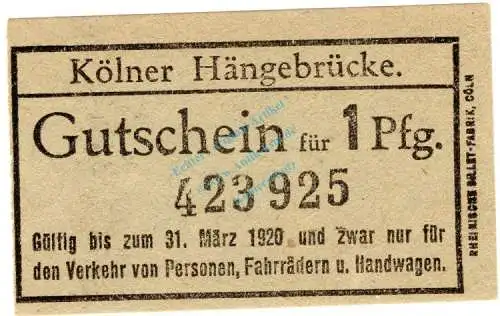 Kölner Hängebrücke.
Gutschein für 1 Pfg.
423925
Gültig bis zum 31. März 1920 und zwar nur für
den Verkehr von Personen, Fahrrädern u. Handwagen.
RHEINISCHE BILLET-FABRIK, CÖLN